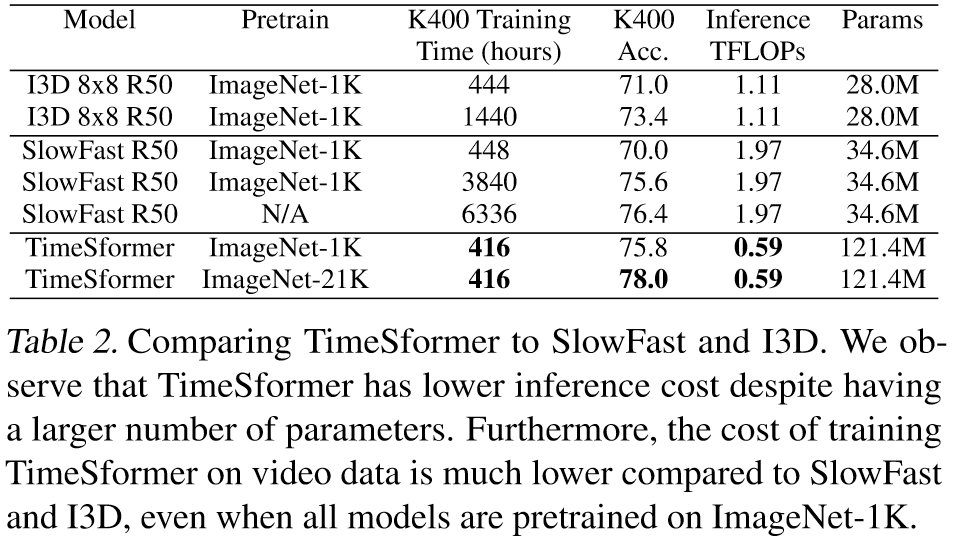 Model Pretrain K400 Training K400 Inference Params
Time (hours) Acc. TFLOPs
I3D 8x8 R50 ImageNet-1K 444 71.0 1.11 28.0M
I3D 8x8 R50 ImageNet-1K 1440 73.4 1.11 28.0M
SlowFast R50 ImageNet-1K 448 70.0 1.97 34.6M
SlowFast R50 ImageNet-1K 3840 75.6 1.97 34.6M
SlowFast R50 N/A 6336 76.4 1.97 34.6M
TimeSformer ImageNet-1K 416 75.8 0.59 121.4M
TimeSformer ImageNet-21K 416 78.0 0.59 121.4M
Table 2. Comparing TimeSformer to SlowFast and I3D. We ob-
serve that TimeSformer has lower inference cost despite having
a larger number of parameters. Furthermore, the cost of training
TimeSformer on video data is much lower compared to SlowFast
and I3D, even when all models are pretrained on ImageNet-1K.